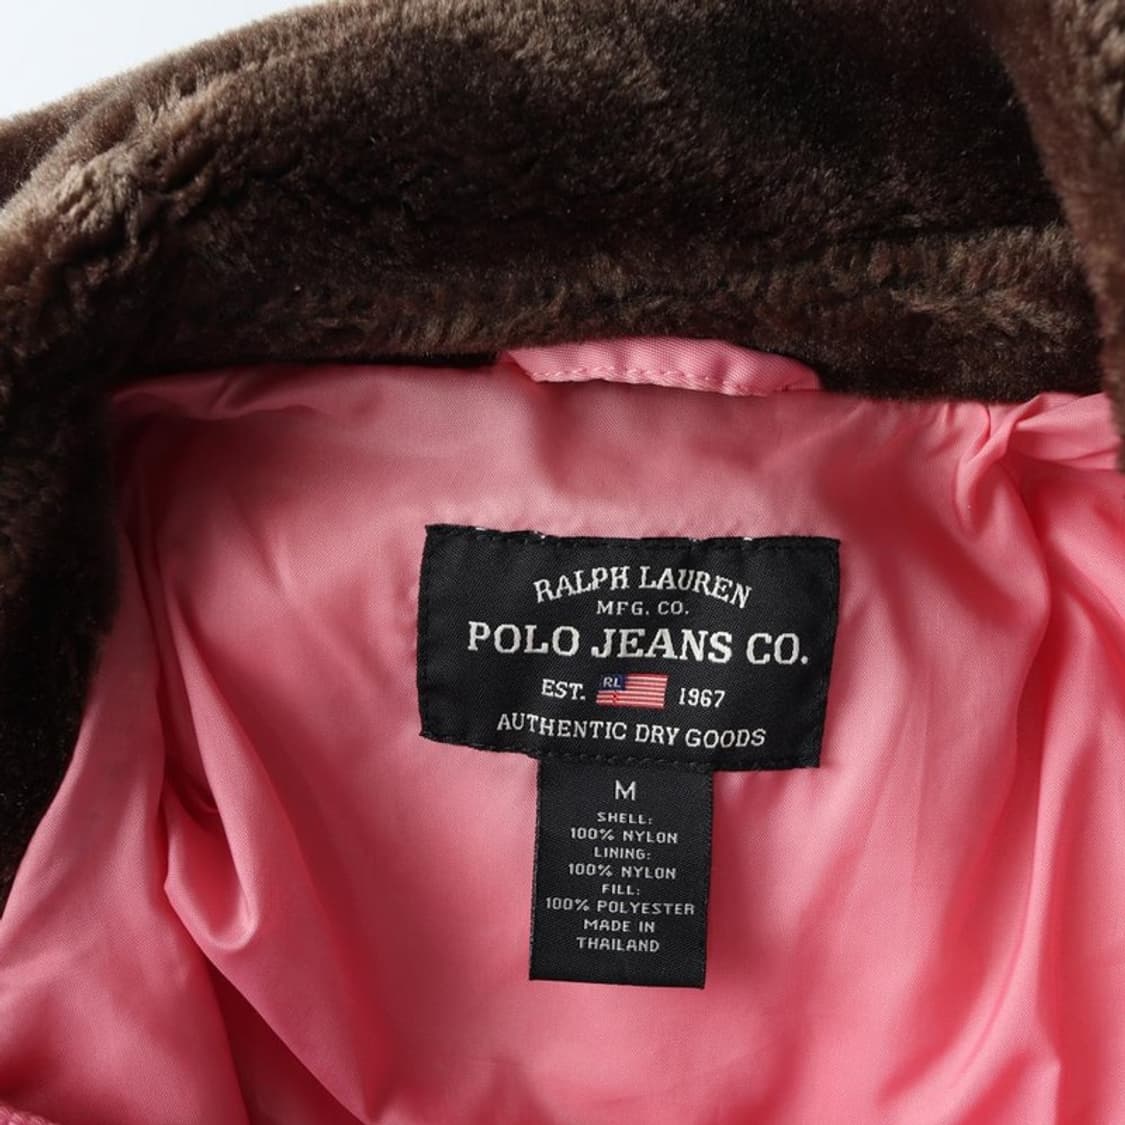 RALPH LAUREN
MFG. CO.
POLO JEANS CO.
EST. RL 1967
AUTHENTIC DRY GOODS
M
SHELL:
100% NYLON
LINING:
100% NYLON
FILL:
100% POLYESTER
MADE IN
THAILAND